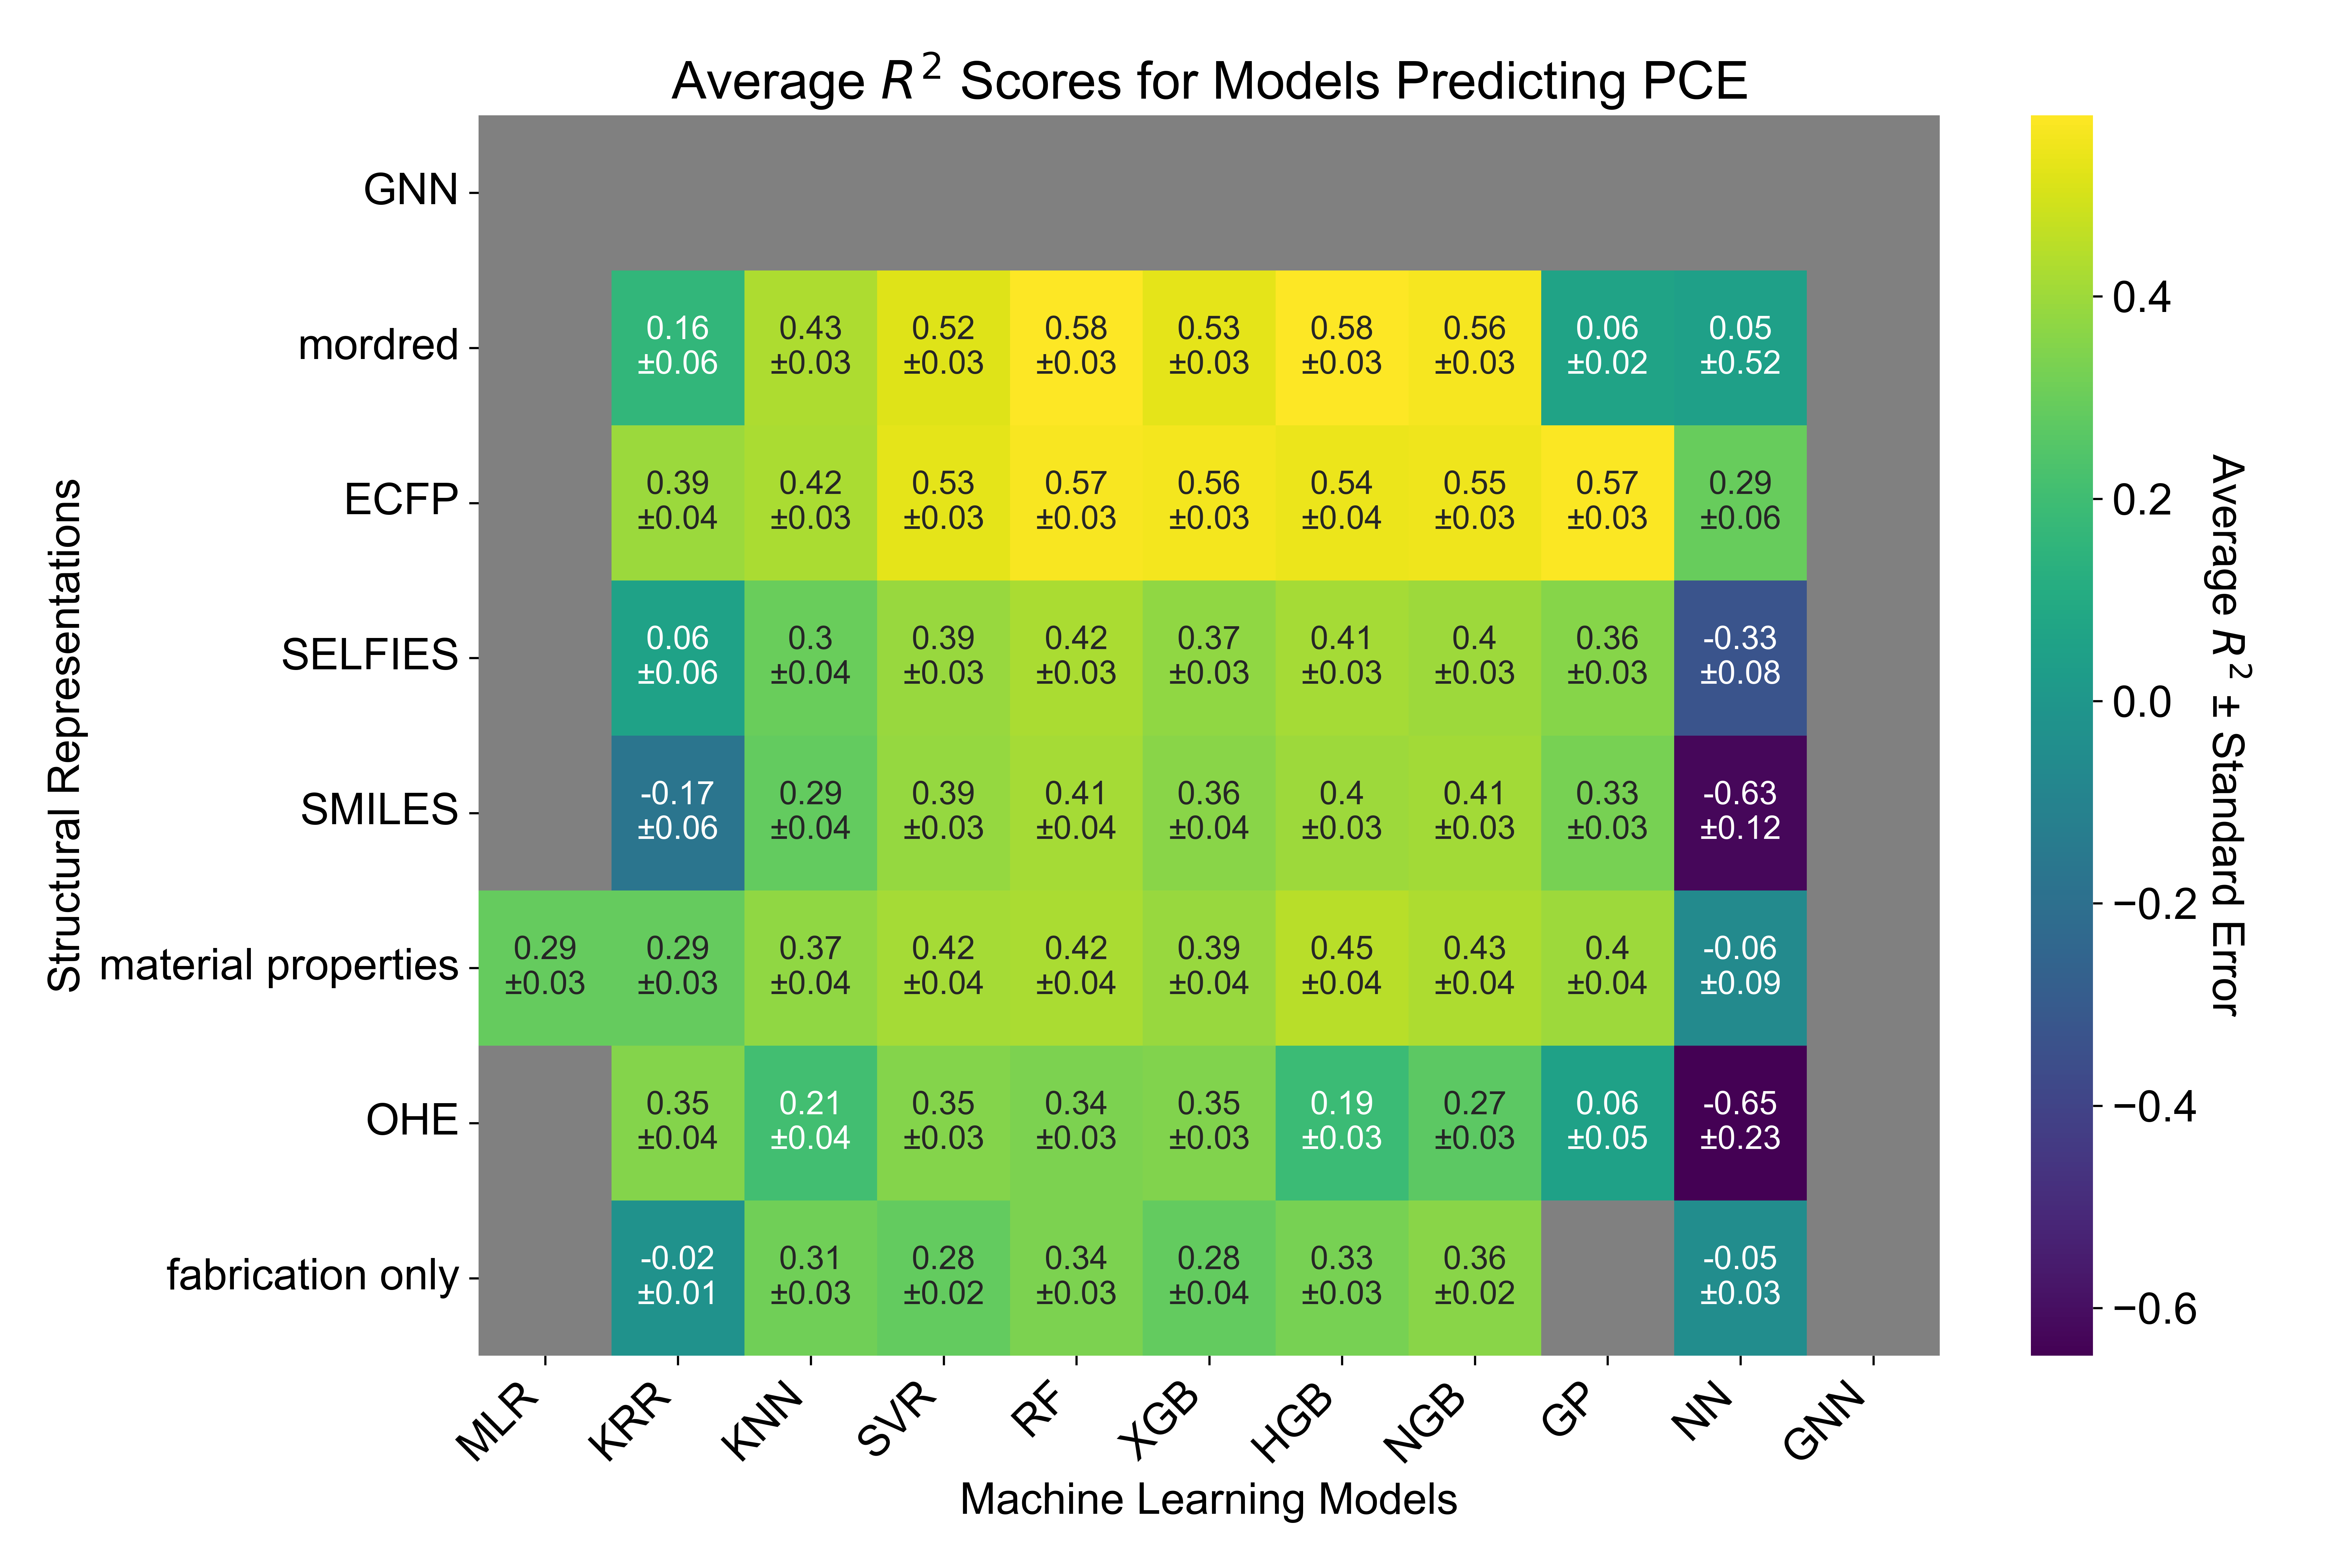 Average R² Scores for Models Predicting PCE
Structural Representations
GNN
mordred
0.16 0.43 0.52 0.58 0.53 0.58 0.56 0.06 0.05
±0.06 ±0.03 ±0.03 ±0.03 ±0.03 ±0.03 ±0.03 ±0.02 ±0.52
ECFP
0.39 0.42 0.53 0.57 0.56 0.54 0.55 0.57 0.29
±0.04 ±0.03 ±0.03 ±0.03 ±0.03 ±0.04 ±0.03 ±0.03 ±0.06
SELFIES
0.06 0.3 0.39 0.42 0.37 0.41 0.4 0.36 -0.33
±0.06 ±0.04 ±0.03 ±0.03 ±0.03 ±0.03 ±0.03 ±0.03 ±0.08
SMILES
-0.17 0.29 0.39 0.41 0.36 0.4 0.41 0.33 -0.63
±0.06 ±0.04 ±0.03 ±0.04 ±0.04 ±0.03 ±0.03 ±0.03 ±0.12
material properties
0.29 0.29 0.37 0.42 0.42 0.39 0.45 0.43 0.4 -0.06
±0.03 ±0.03 ±0.04 ±0.04 ±0.04 ±0.04 ±0.04 ±0.04 ±0.04 ±0.09
OHE
0.35 0.21 0.35 0.34 0.35 0.19 0.27 0.06 -0.65
±0.04 ±0.04 ±0.03 ±0.03 ±0.03 ±0.03 ±0.03 ±0.05 ±0.23
fabrication only
-0.02 0.31 0.28 0.34 0.28 0.33 0.36 -0.05
±0.01 ±0.03 ±0.02 ±0.03 ±0.04 ±0.03 ±0.02 ±0.03
MLR KRR KNN SVR RF XGB HGB NGB GP NN GNN
Machine Learning Models
0.4
0.2
0.0
−0.2
−0.4
−0.6
Average R² ± Standard Error